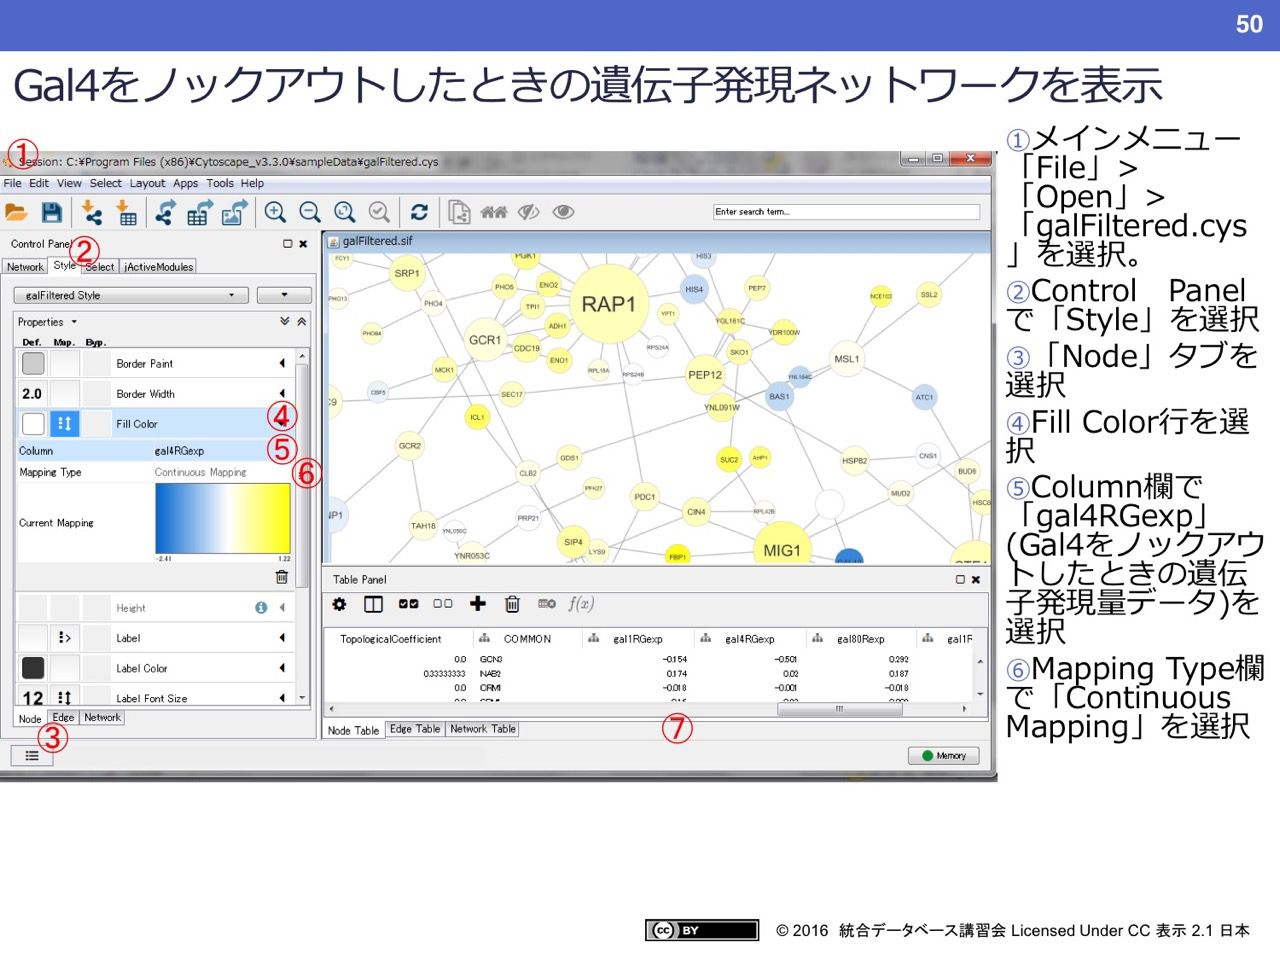 50
Gal4をノックアウトしたときの遺伝子発現ネットワークを表示
①
Session: C:¥Program Files (x86)¥Cytoscape_v3.3.0¥sampleData¥galFiltered.cys
File Edit View Select Layout Apps Tools Help
Enter search term...
Control Panel
②
Network Style Select jActiveModules
galFiltered Style
Properties
Def. Map. Byp.
Border Paint
2.0 Border Width
Fill Color ④
Column gal4RGexp ⑤
Mapping Type Continuous Mapping ⑥
Current Mapping
-2.41 1.22
Height
Label
Label Color
12 Label Font Size
Node Edge Network
③
galFiltered.sif
FCY1
SRP1
PDR1
HIS3
PHO13
PHO4
PHO5
ENO2
TPI1
RAP1
HIS4
PEP7
NCE103
SSL2
PHO84
GCR1
ADH1
YPT1
YGL161C
YDR100W
CDC19
ENO1
RPS24A
SKO1
MCK1
RPL18A
RPS24B
PEP12
MSL1
C9
CBF5
SEC17
YNL164C
BAS1
ATC1
ICL1
YNL091W
GCR2
GDS1
SUC2
AHP1
HSP82
CNS1
CLB2
BUD6
PFK27
PDC1
MUD2
HSC8
NP1
TAH18
YNL050C
PRP21
CIN4
RPL42B
YNR053C
SIP4
LYS9
FBP1
MIG1
Table Panel
f(x)
TopologicalCoefficient COMMON gal1RGexp gal4RGexp gal80Rexp gal1R
0.0 GCN3 -0.154 -0.501 0.292
0.33333333 NAB2 0.174 0.02 0.187
0.0 CRM1 -0.018 -0.001 -0.018
Node Table Edge Table Network Table
⑦
Memory
①メインメニュー
「File」>
「Open」>
「galFiltered.cys
」を選択。
②Control Panel
で「Style」を選択
③「Node」タブを
選択
④Fill Color行を選
択
⑤Column欄で
「gal4RGexp」
(Gal4をノックアウ
トしたときの遺伝
子発現量データ)を
選択
⑥Mapping Type欄
で「Continuous
Mapping」を選択
cc BY
© 2016 統合データベース講習会 Licensed Under CC 表示 2.1 日本